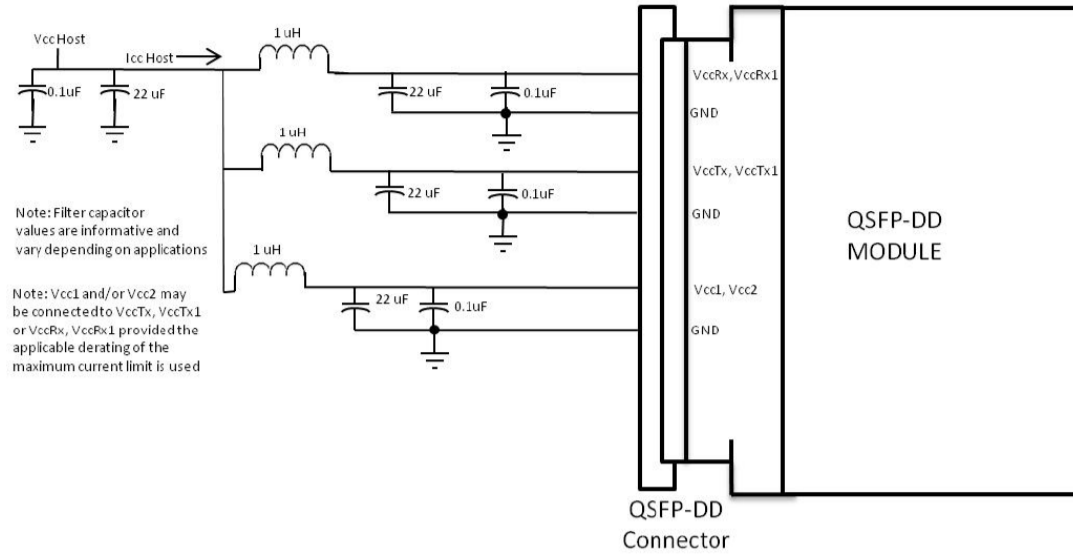 1 uH
Vcc Host
Icc Host
0.1uF
22 uF
22 uF
0.1uF
VccRx, VccRx1
GND
1 uH
22 uF
0.1uF
VccTx, VccTx1
GND
Note: Filter capacitor
values are informative and
vary depending on applications
QSFP-DD
MODULE
1 uH
Note: Vcc1 and/or Vcc2 may
be connected to VccTx, VccTx1
or VccRx, VccRx1 provided the
applicable derating of the
maximum current limit is used
22 uF
0.1uF
Vcc1, Vcc2
GND
QSFP-DD
Connector